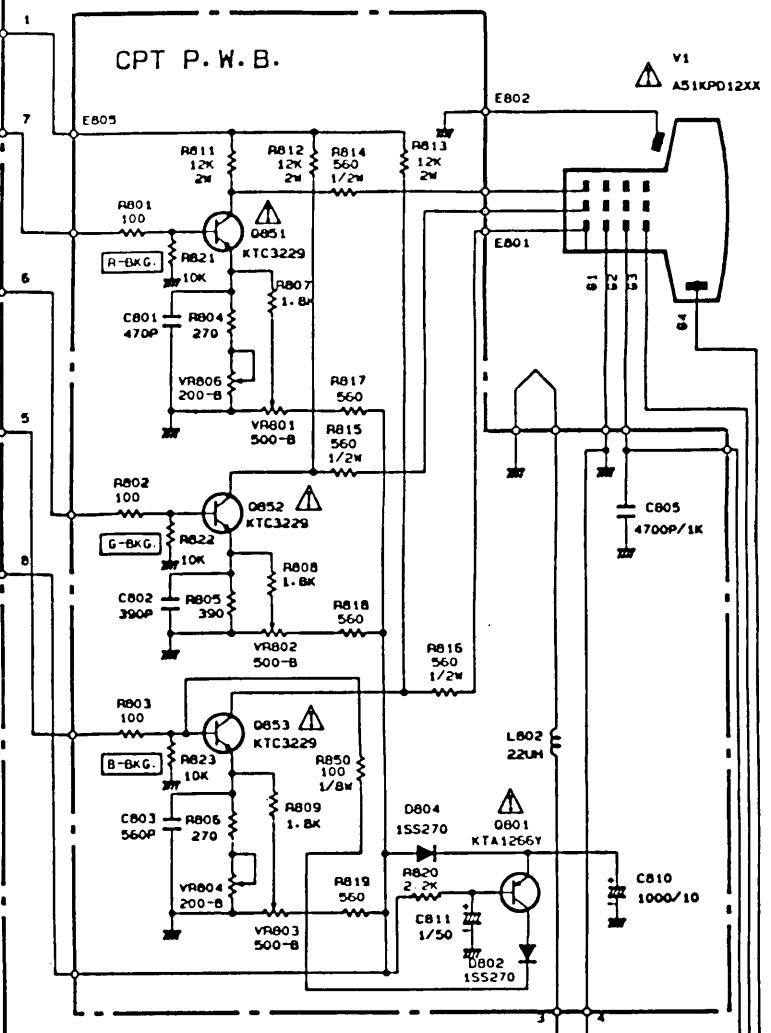 1
CPT P.W.B.
V1
A51KPD12XX
E802
7
E805
R811
12K
2W
R812
12K
2W
R814
560
1/2W
R813
12K
2W
R801
100
Q851
KTC3229
E801
R-BKG.
R821
10K
6
R807
1.8K
G1
G2
G3
G4
C801
470P
R804
270
VR806
200-B
R817
560
5
VR801
500-B
R815
560
1/2W
R802
100
Q852
KTC3229
C805
4700P/1K
G-BKG.
R822
10K
8
R808
1.8K
C802
390P
R805
390
R818
560
VR802
500-B
R816
560
1/2W
R803
100
Q853
KTC3229
L802
22UH
B-BKG.
R823
10K
R850
100
1/8W
C803
560P
R806
270
R809
1.8K
D804
1SS270
Q801
KTA1266Y
VR804
200-B
R819
560
R820
2.2K
C810
1000/10
C811
1/50
VR803
500-B
D802
1SS270
3
4